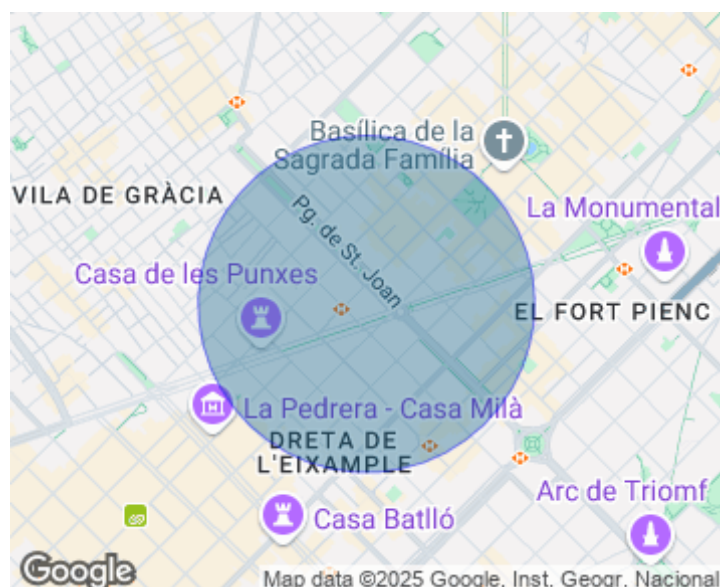 Basílica de la
Sagrada Família
VILA DE GRÀCIA
Pg. de St. Joan
La Monumental
Casa de les Punxes
EL FORT PIENC
La Pedrera - Casa Milà
DRETA DE
L'EIXAMPLE
Arc de Triomf
Casa Batlló
Google
Map data ©2025 Google, Inst. Geogr. Nacional